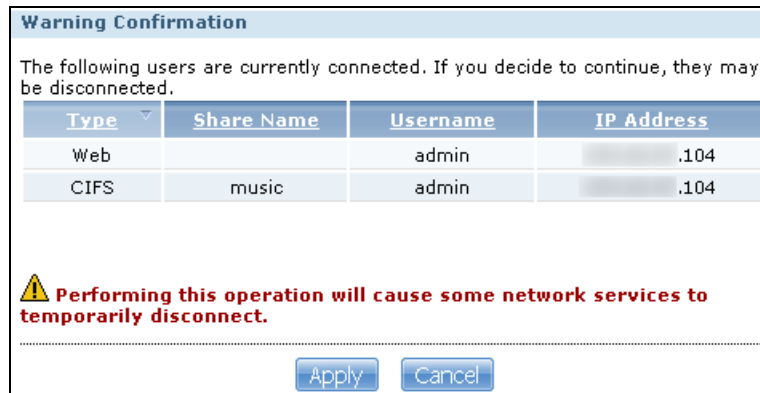 Warning Confirmation
The following users are currently connected. If you decide to continue, they may
be disconnected.
Type Share Name Username IP Address
Web admin .104
CIFS music admin .104
Performing this operation will cause some network services to
temporarily disconnect.
Apply Cancel